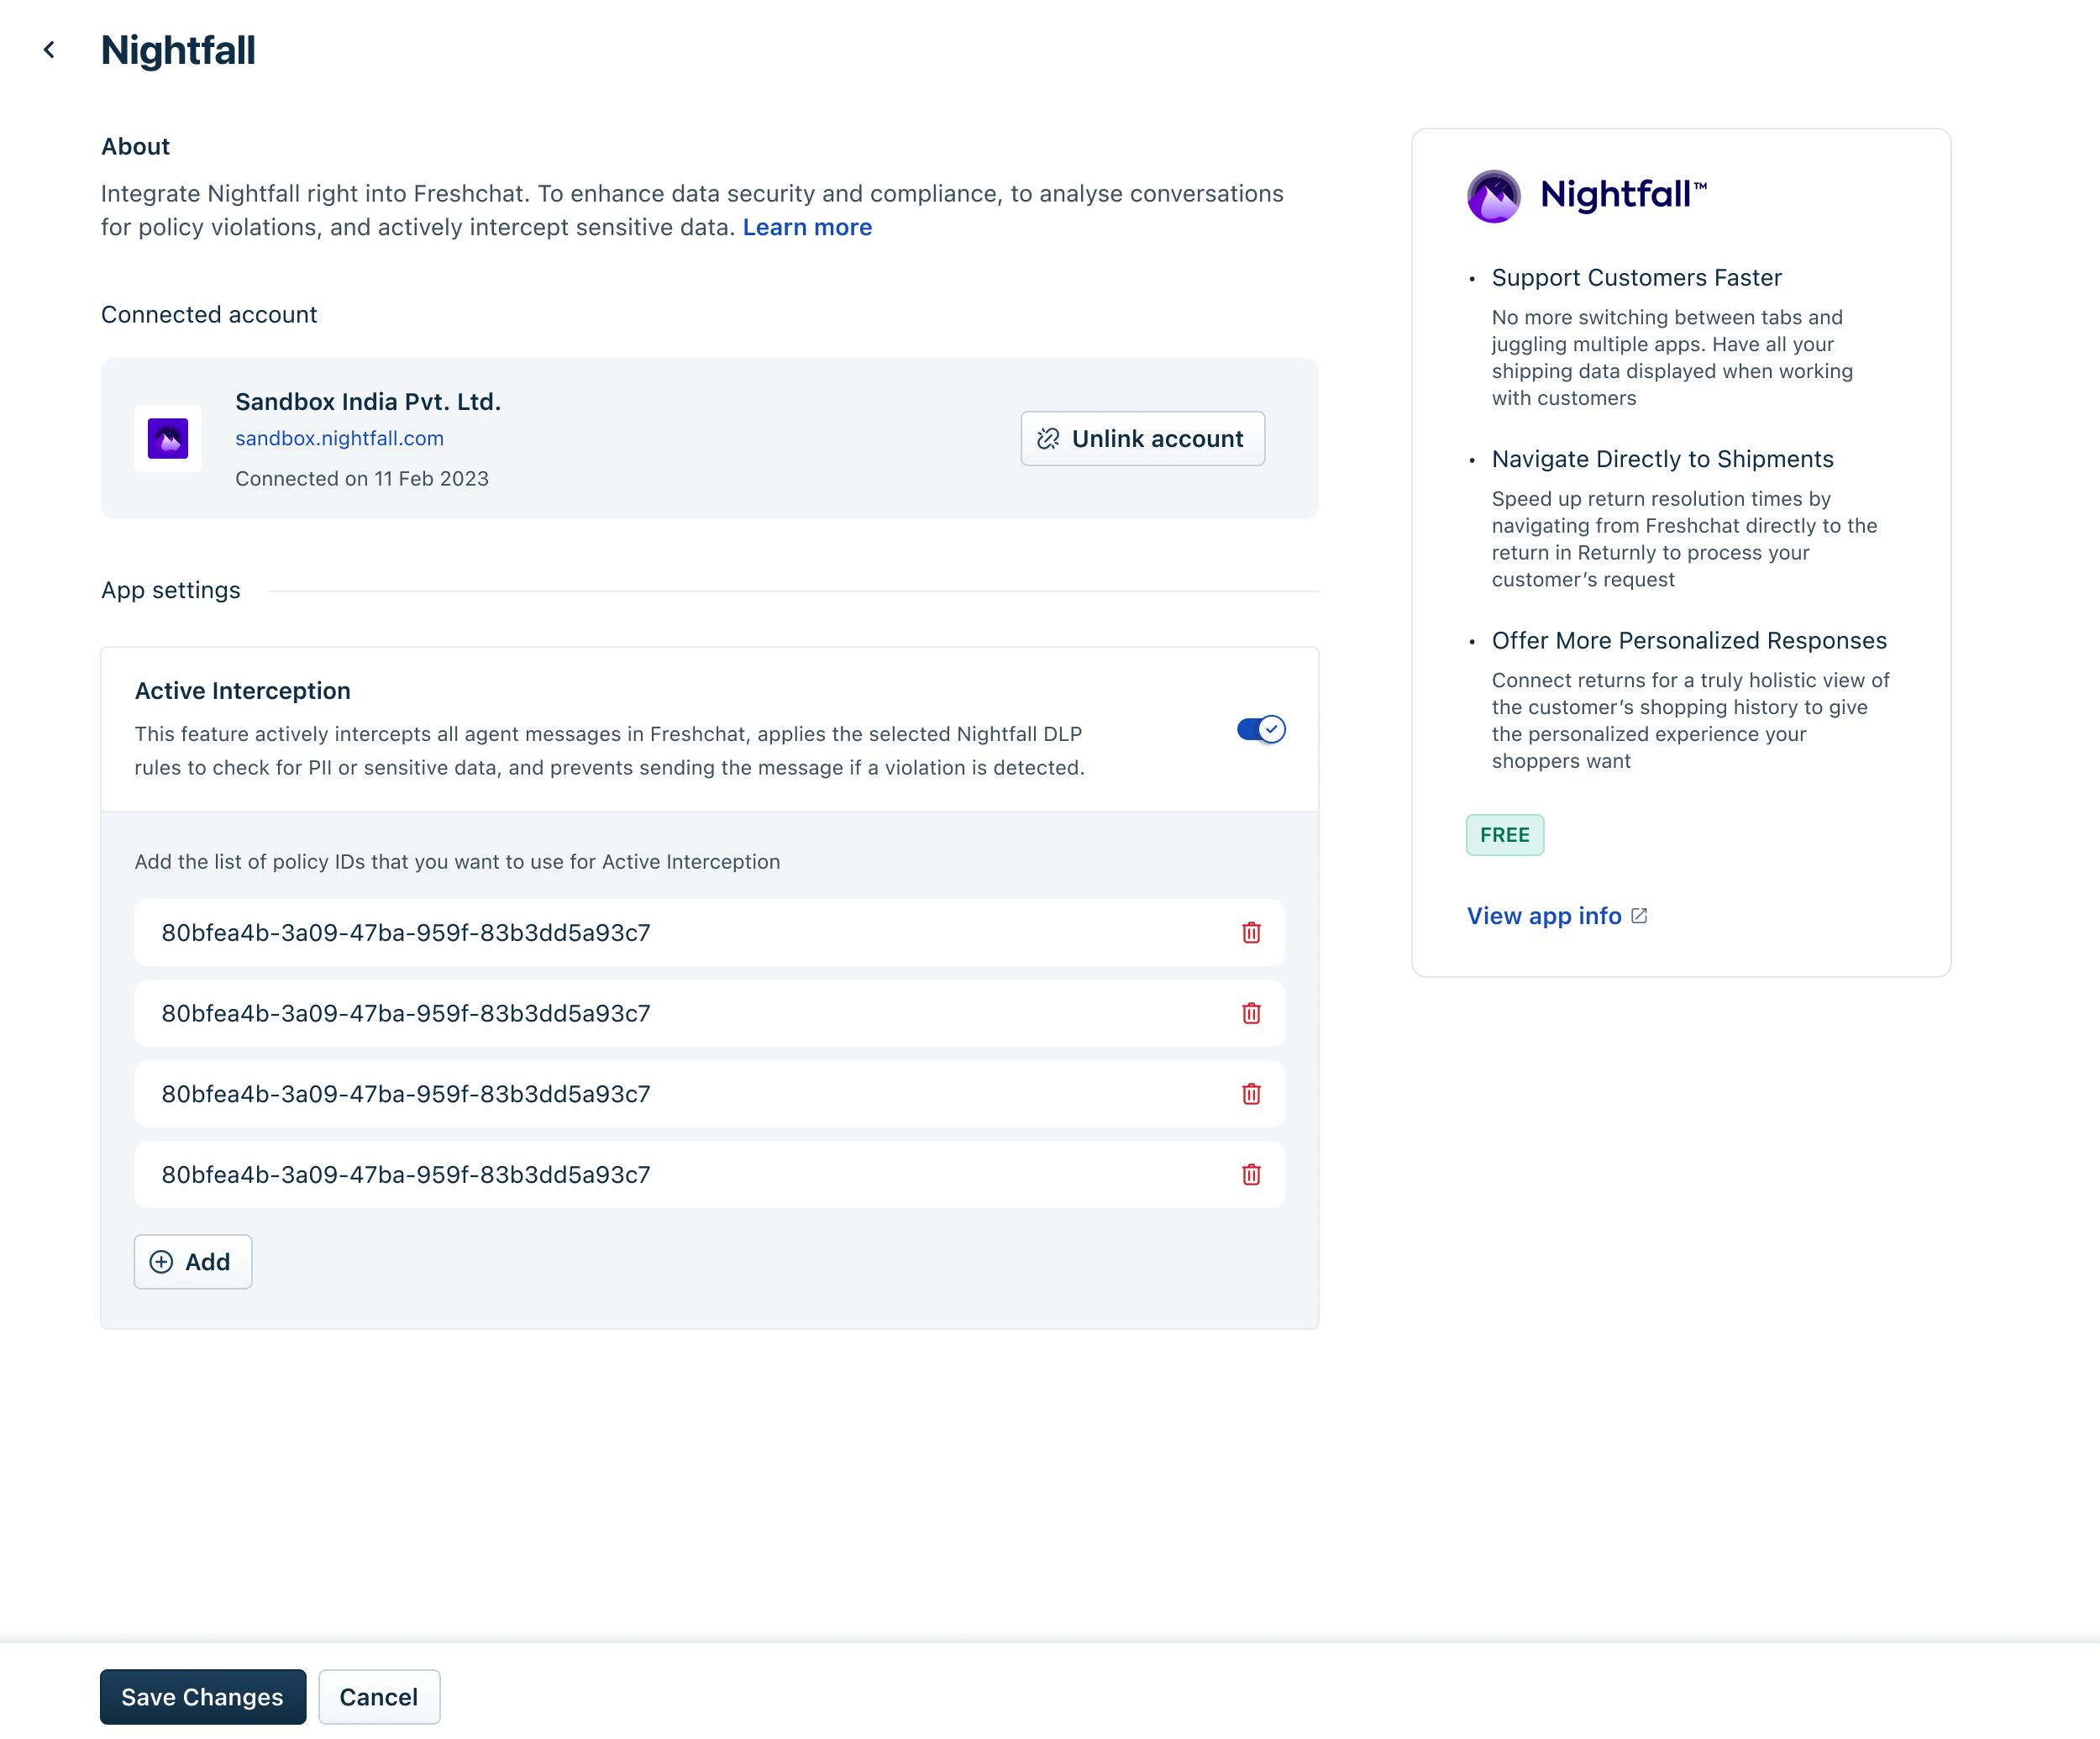 Nightfall
About
Integrate Nightfall right into Freshchat. To enhance data security and compliance, to analyse conversations
for policy violations, and actively intercept sensitive data. Learn more
Connected account
Sandbox India Pvt. Ltd.
sandbox.nightfall.com
Connected on 11 Feb 2023
Unlink account
App settings
Active Interception
This feature actively intercepts all agent messages in Freshchat, applies the selected Nightfall DLP
rules to check for PII or sensitive data, and prevents sending the message if a violation is detected.
Add the list of policy IDs that you want to use for Active Interception
80bfea4b-3a09-47ba-959f-83b3dd5a93c7
80bfea4b-3a09-47ba-959f-83b3dd5a93c7
80bfea4b-3a09-47ba-959f-83b3dd5a93c7
80bfea4b-3a09-47ba-959f-83b3dd5a93c7
Add
Nightfall™
• Support Customers Faster
No more switching between tabs and
juggling multiple apps. Have all your
shipping data displayed when working
with customers
• Navigate Directly to Shipments
Speed up return resolution times by
navigating from Freshchat directly to the
return in Returnly to process your
customer’s request
• Offer More Personalized Responses
Connect returns for a truly holistic view of
the customer’s shopping history to give
the personalized experience your
shoppers want
FREE
View app info
Save Changes
Cancel